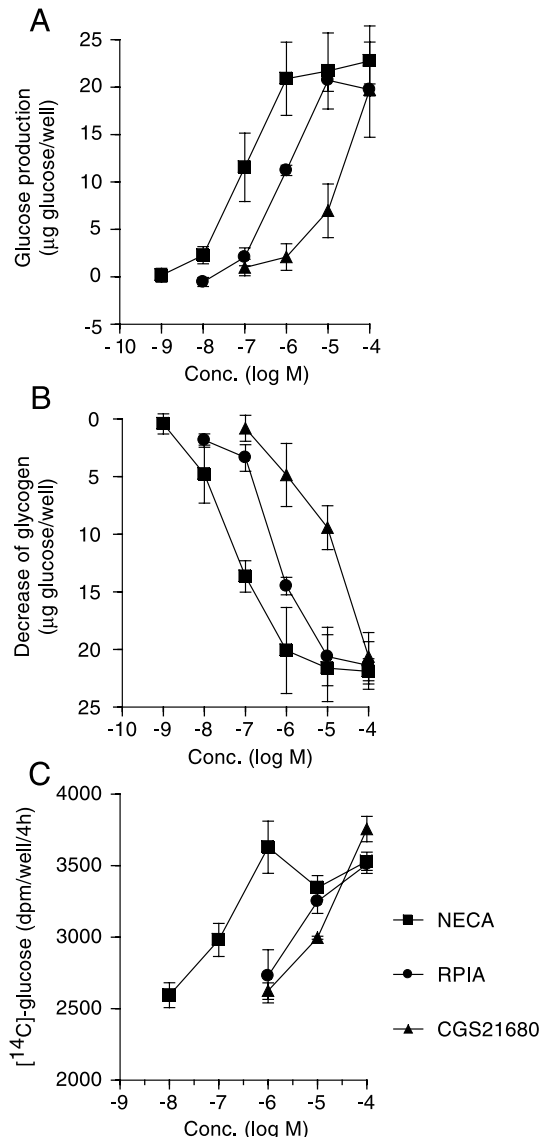 A
Glucose production
(μg glucose/well)
25
20
15
10
5
0
-5
-10 -9 -8 -7 -6 -5 -4
Conc. (log M)
B
Decrease of glycogen
(μg glucose/well)
0
5
10
15
20
25
-10 -9 -8 -7 -6 -5 -4
Conc. (log M)
C
[14C]-glucose (dpm/well/4h)
4000
3500
3000
2500
2000
-9 -8 -7 -6 -5 -4
Conc. (log M)
NECA
RPIA
CGS21680